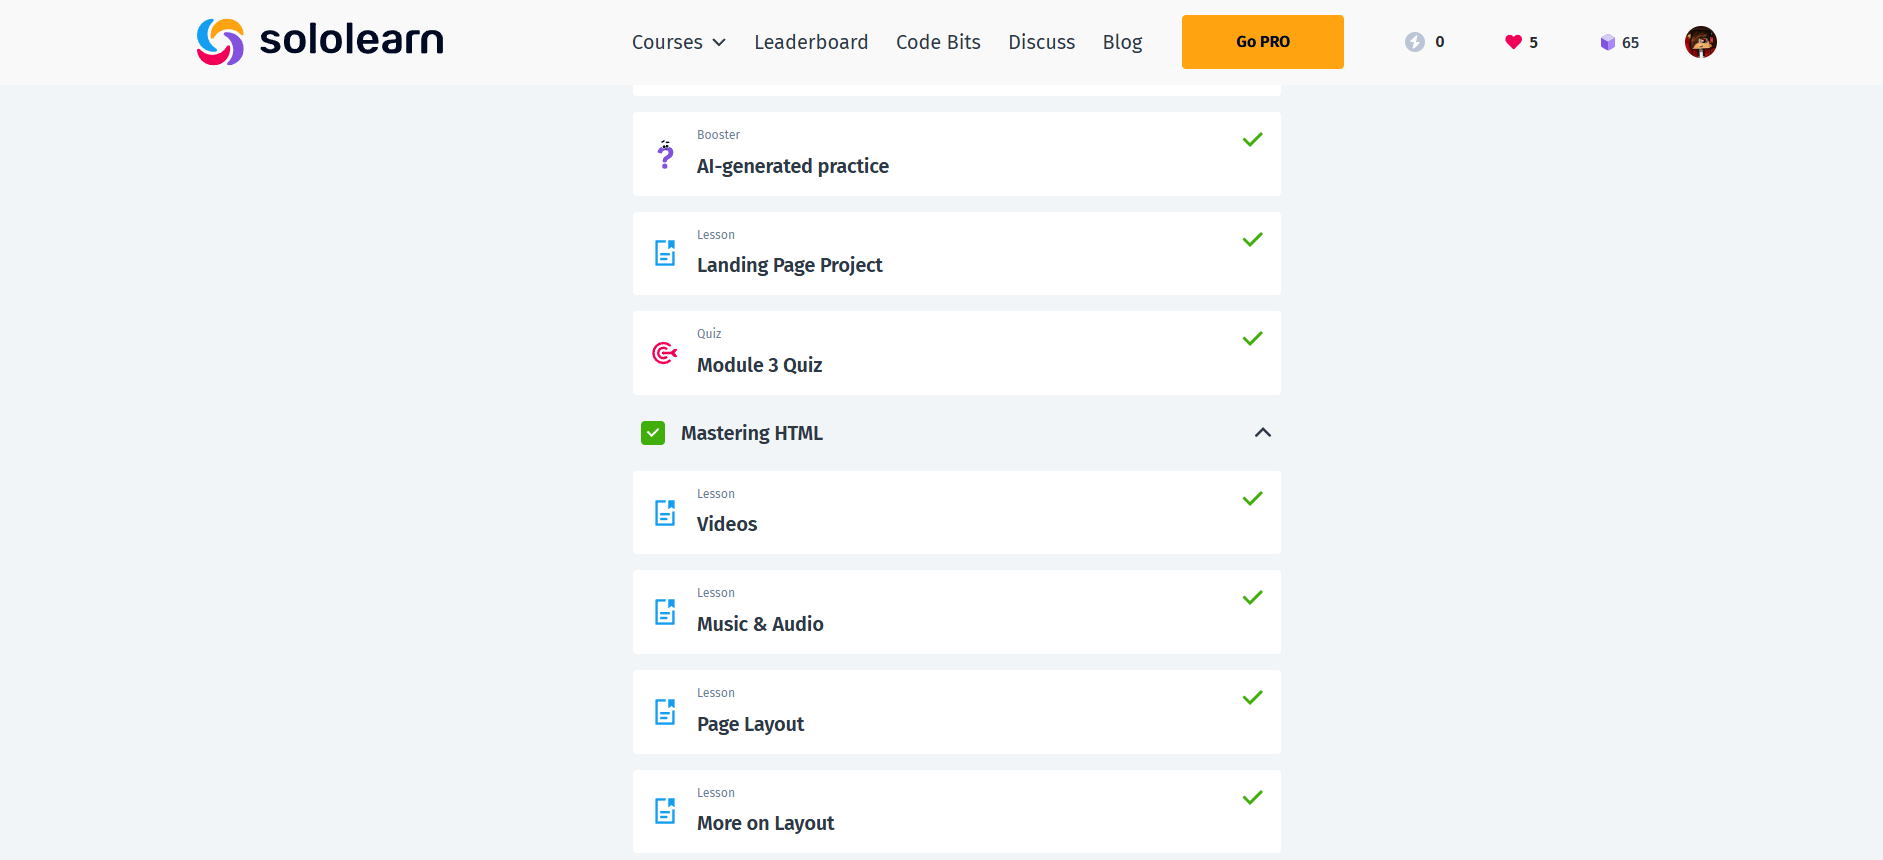 sololearn
Courses Leaderboard Code Bits Discuss Blog Go PRO 0 5 65
Booster
AI-generated practice
Lesson
Landing Page Project
Quiz
Module 3 Quiz
Mastering HTML
Lesson
Videos
Lesson
Music & Audio
Lesson
Page Layout
Lesson
More on Layout